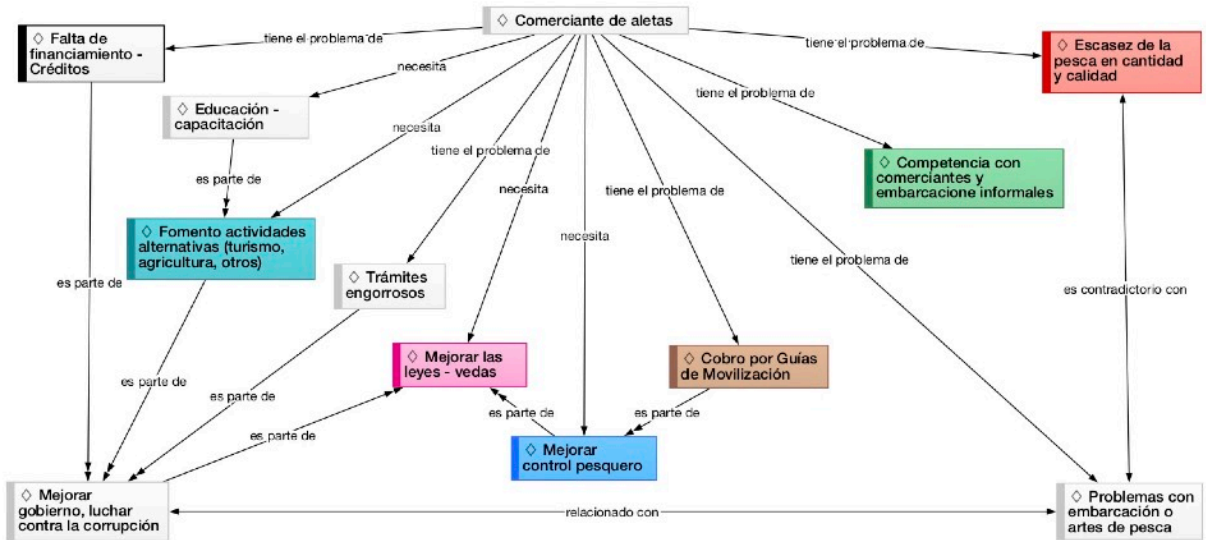 ◇ Comerciante de aletas
◇ Falta de
financiamiento -
Créditos
tiene el problema de
tiene el problema de
◇ Escasez de la
pesca en cantidad
y calidad
necesita
tiene el problema de
◇ Educación -
capacitación
necesita
tiene el problema de
◇ Competencia con
comerciantes y
embarcacione informales
es parte de
necesita
tiene el problema de
◇ Fomento actividades
alternativas (turismo,
agricultura, otros)
necesita
tiene el problema de
es parte de
◇ Trámites
engorrosos
es contradictorio con
◇ Mejorar las
leyes - vedas
◇ Cobro por Guías
de Movilización
es parte de
es parte de
es parte de
es parte de
es parte de
◇ Mejorar
control pesquero
◇ Mejorar
gobierno, luchar
contra la corrupción
relacionado con
◇ Problemas con
embarcación o
artes de pesca